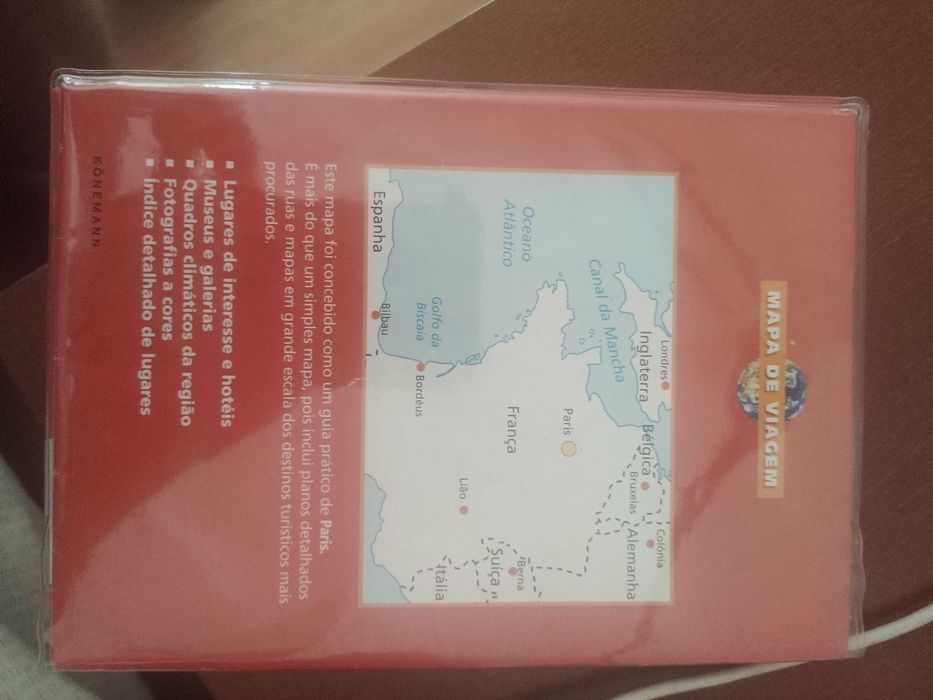 MAPA DE VIAGEM
Londres
Inglaterra
Bélgica
Colónia
Canal da Mancha
Bruxelas
Alemanha
Oceano
Atlântico
Paris
França
Berna
Suíça
Golfo da
Biscaia
Bordéus
Lião
Itália
Espanha
Bilbau
Este mapa foi concebido como um guia prático de Paris.
É mais do que um simples mapa, pois inclui planos detalhados
das ruas e mapas em grande escala dos destinos turísticos mais
procurados.
▪ Lugares de interesse e hotéis
▪ Museus e galerias
▪ Quadros climáticos da região
▪ Fotografias a cores
▪ Índice detalhado de lugares
KÖNEMANN